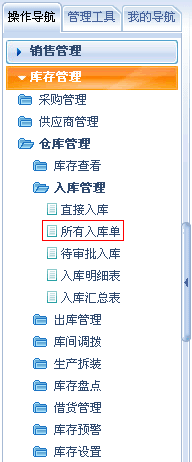 操作导航 管理工具 我的导航
销售管理
库存管理
采购管理
供应商管理
仓库管理
库存查看
入库管理
直接入库
所有入库单
待审批入库
入库明细表
入库汇总表
出库管理
库间调拨
生产拆装
库存盘点
借货管理
库存预警
库存设置